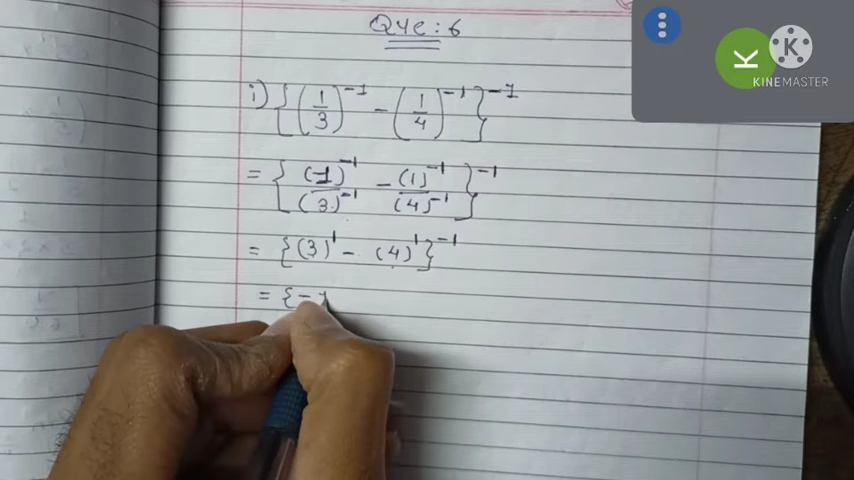 Que: 6
i) {(1/3)^-1 - (1/4)^-1}^-1
= {(1)^-1/(3)^-1 - (1)^-1/(4)^-1}^-1
= {(3)^1 - (4)^1}^-1
= {-1
K K
KINEMASTER